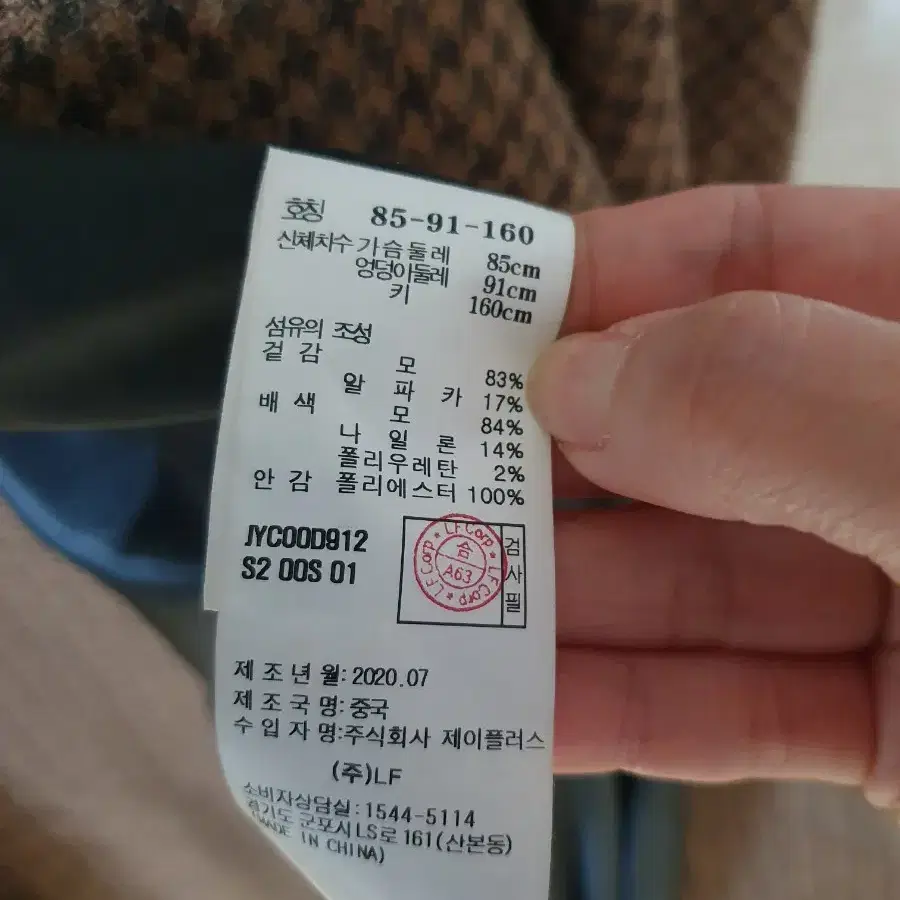 호칭 85-91-160
신체치수 가슴둘레 85cm
엉덩이둘레 91cm
키 160cm
섬유의 조성
겉 감 모 83%
알 파 카 17%
배 색 모 84%
나 일 론 14%
폴리우레탄 2%
안 감 폴리에스터 100%
JYC00D912
S2 00S 01
LF Corp * LF Corp * LF Corp *
合
A63
검사필
제 조 년 월: 2020.07
제 조 국 명: 중국
수 입 자 명:주식회사 제이플러스
(주)LF
소비자상담실:1544-5114
경기도 군포시 LS로 161(산본동)
(MADE IN CHINA)